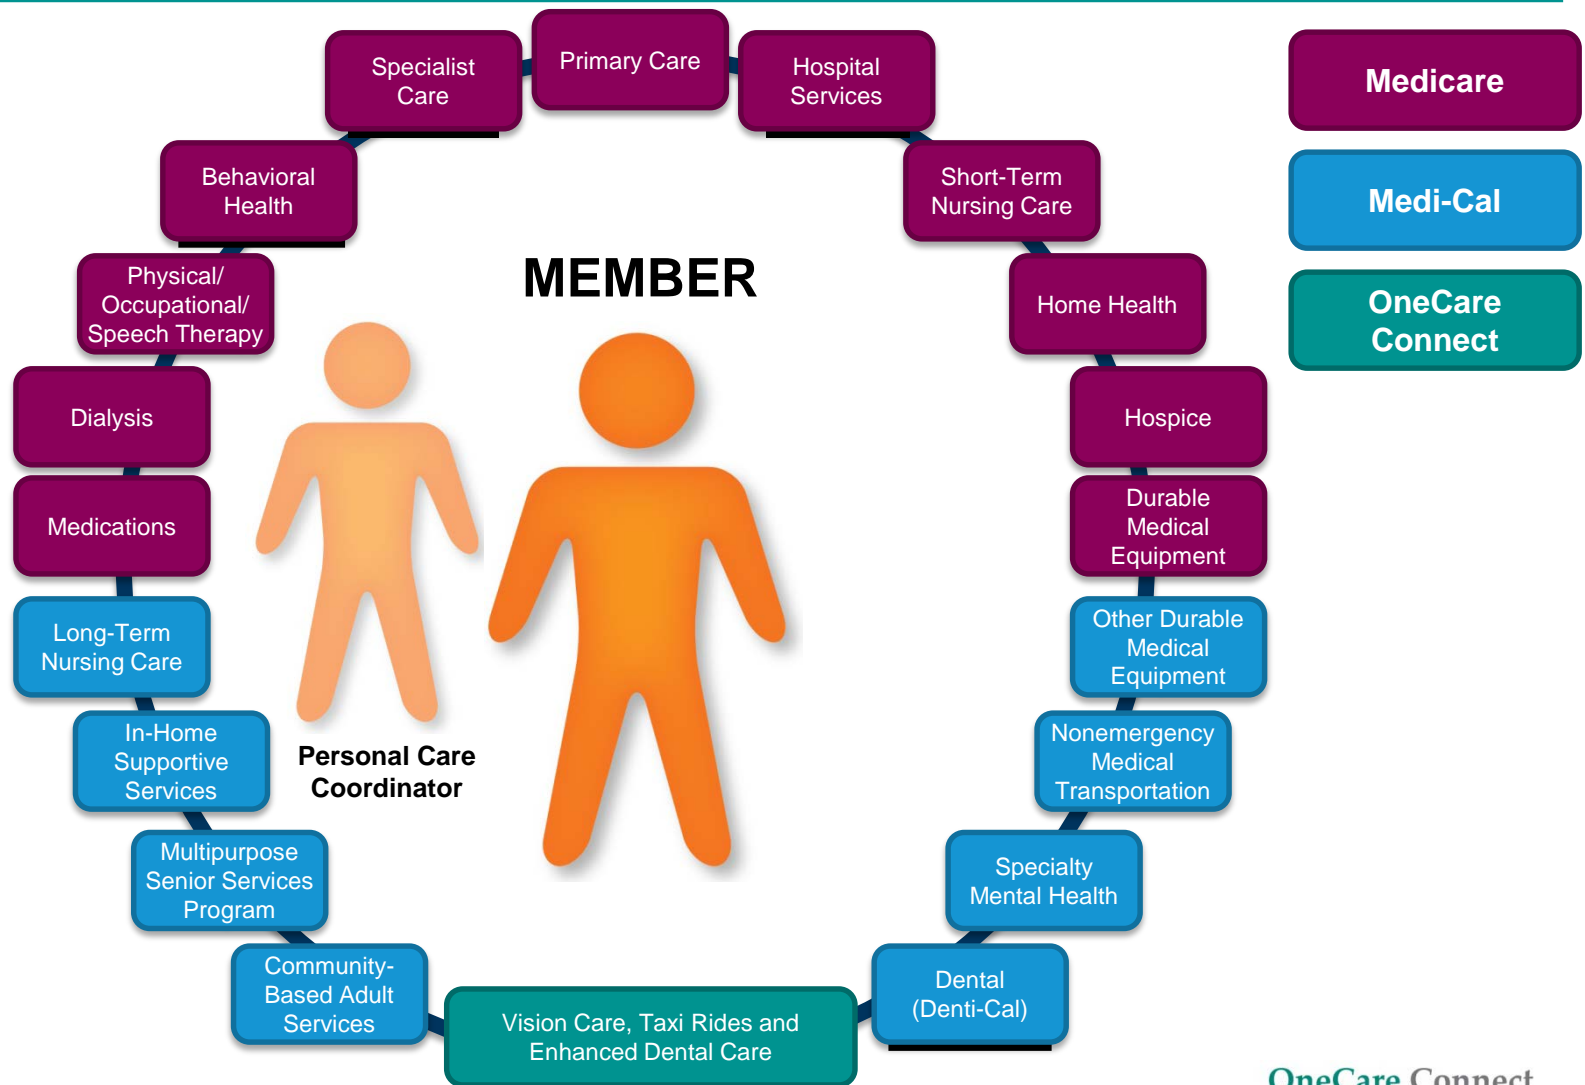 Primary Care
Specialist
Care
Hospital
Services
Behavioral
Health
Short-Term
Nursing Care
Physical/
Occupational/
Speech Therapy
Home Health
Dialysis
Hospice
Medications
Durable
Medical
Equipment
Long-Term
Nursing Care
Other Durable
Medical
Equipment
In-Home
Supportive
Services
Nonemergency
Medical
Transportation
Multipurpose
Senior Services
Program
Specialty
Mental Health
Community-
Based Adult
Services
Dental
(Denti-Cal)
Vision Care, Taxi Rides and
Enhanced Dental Care
MEMBER
Personal Care
Coordinator
Medicare
Medi-Cal
OneCare
Connect
OneCare Connect